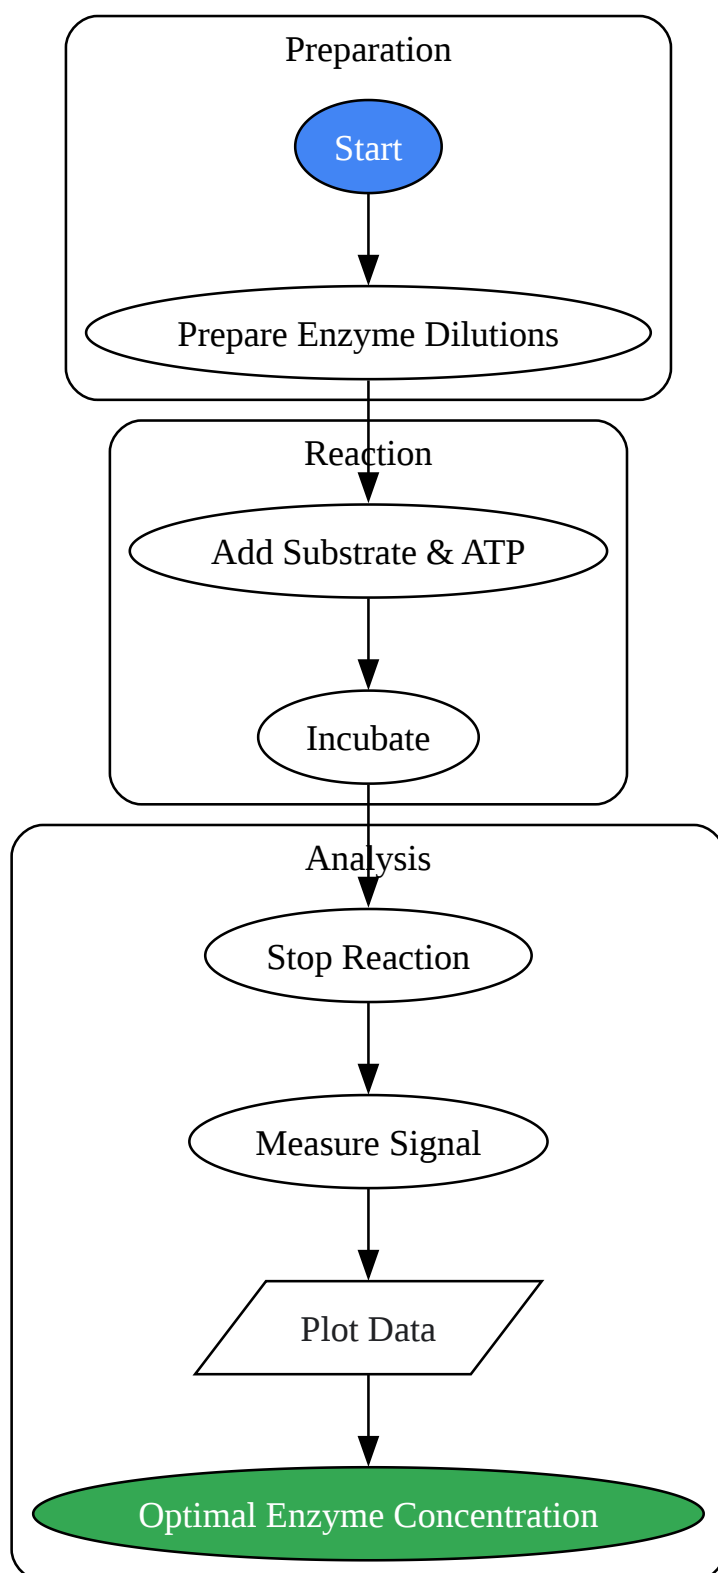 Preparation
Start
Prepare Enzyme Dilutions
Reaction
Add Substrate & ATP
Incubate
Analysis
Stop Reaction
Measure Signal
Plot Data
Optimal Enzyme Concentration